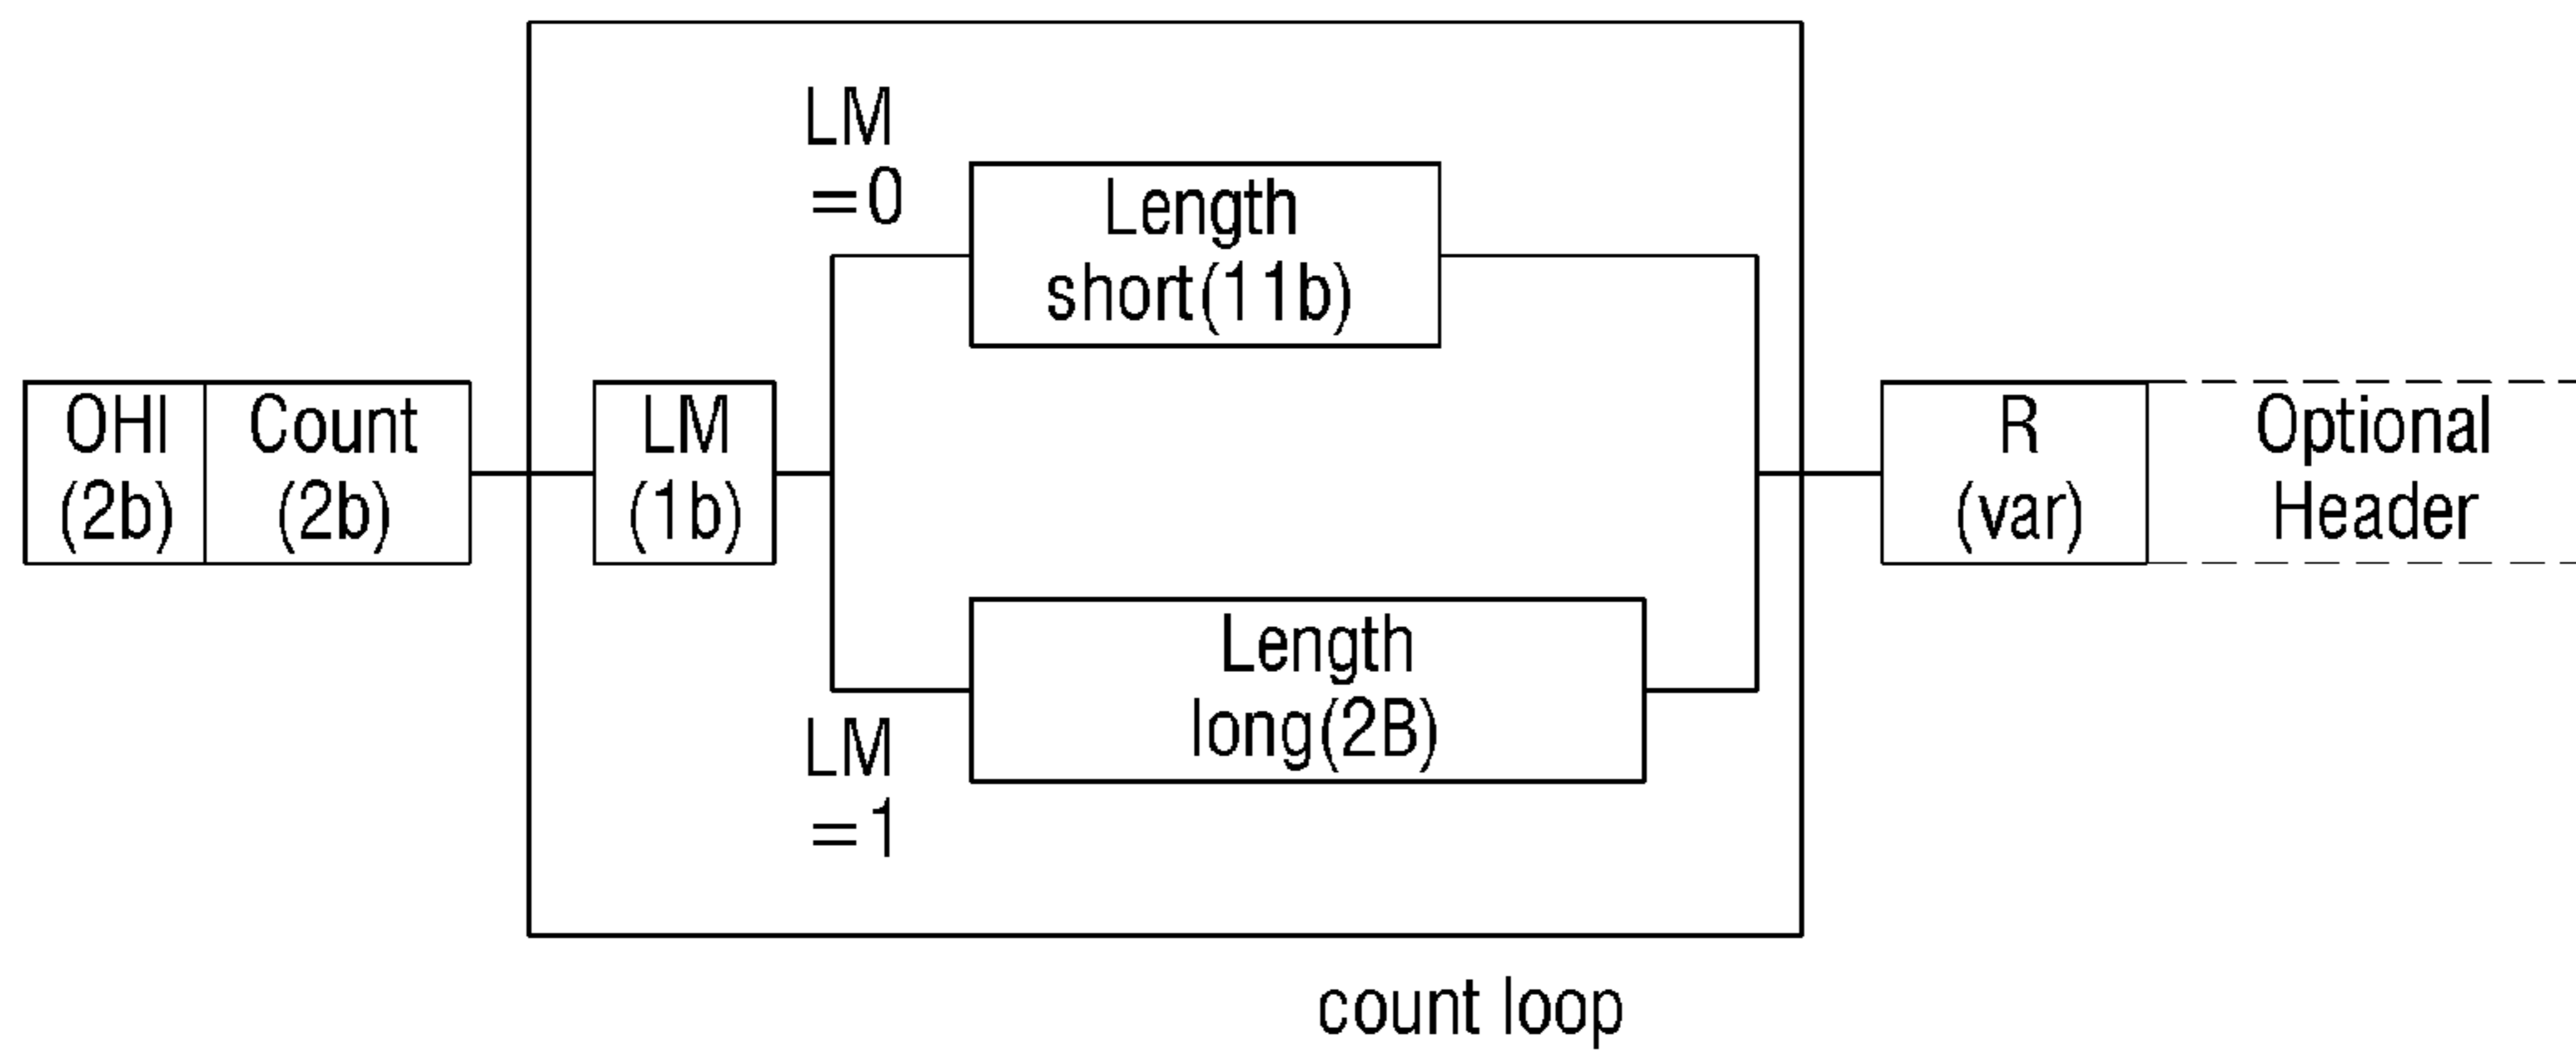 OHI
(2b)
Count
(2b)
LM
(1b)
LM
=0
Length
short(11b)
Length
long(2B)
LM
=1
R
(var)
Optional
Header
count loop